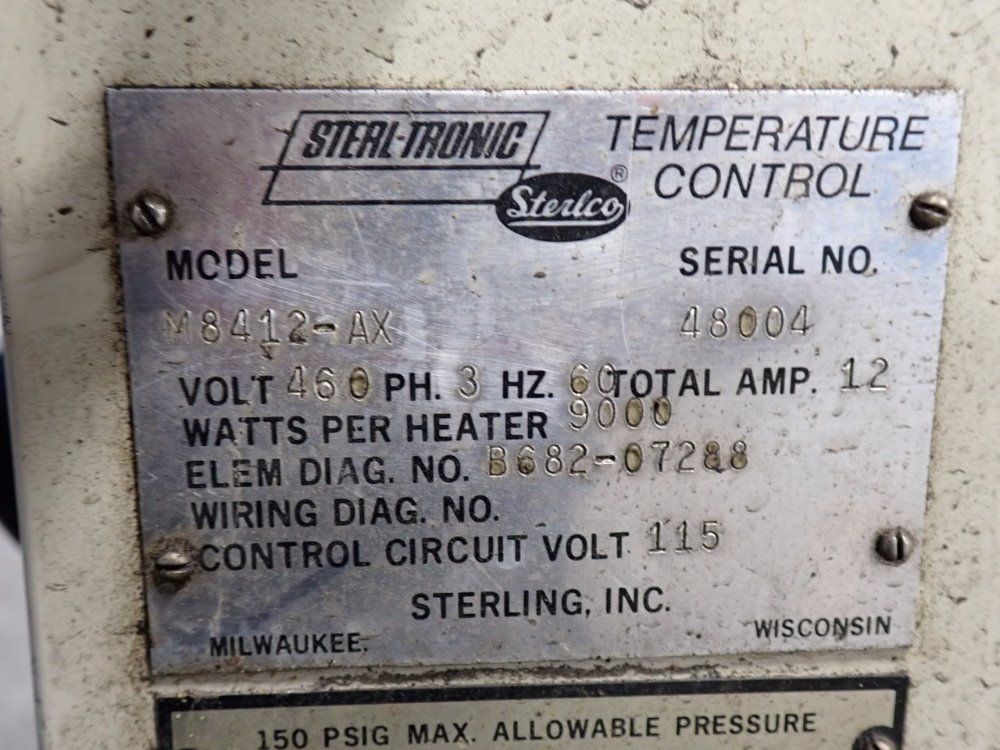 STERL-TRONIC
Sterlco®
TEMPERATURE
CONTROL
MODEL SERIAL NO.
M8412-AX 48004
VOLT 460 PH. 3 HZ. 60 TOTAL AMP. 12
WATTS PER HEATER 9000
ELEM DIAG. NO. B682-07288
WIRING DIAG. NO.
CONTROL CIRCUIT VOLT 115
STERLING, INC.
MILWAUKEE, WISCONSIN
150 PSIG MAX. ALLOWABLE PRESSURE